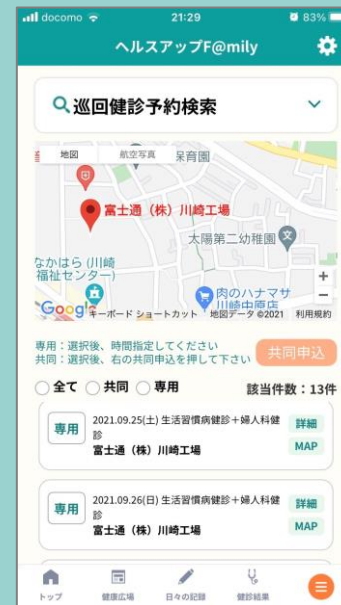 docomo 21:29 83%
ヘルスアップF@mily
巡回健診予約検索
地図 航空写真 保育園
富士通（株）川崎工場
太陽第二幼稚園
なかはら (川崎
福祉センター)
肉のハナマサ
川崎中原店
Google
キーボード ショートカット 地図データ ©2021 利用規約
専用：選択後、時間指定してください
共同：選択後、右の共同申込を押して下さい
共同申込
全て 共同 専用 該当件数：13件
専用
2021.09.25(土) 生活習慣病健診＋婦人科健
診
富士通（株）川崎工場
詳細
MAP
専用
2021.09.26(日) 生活習慣病健診＋婦人科健
診
富士通（株）川崎工場
詳細
MAP
トップ 健康広場 日々の記録 健診結果